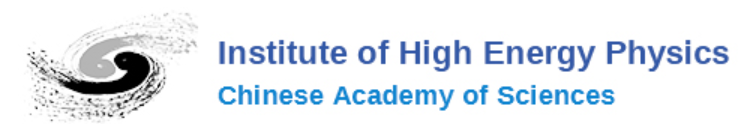 Institute of High Energy Physics
Chinese Academy of Sciences